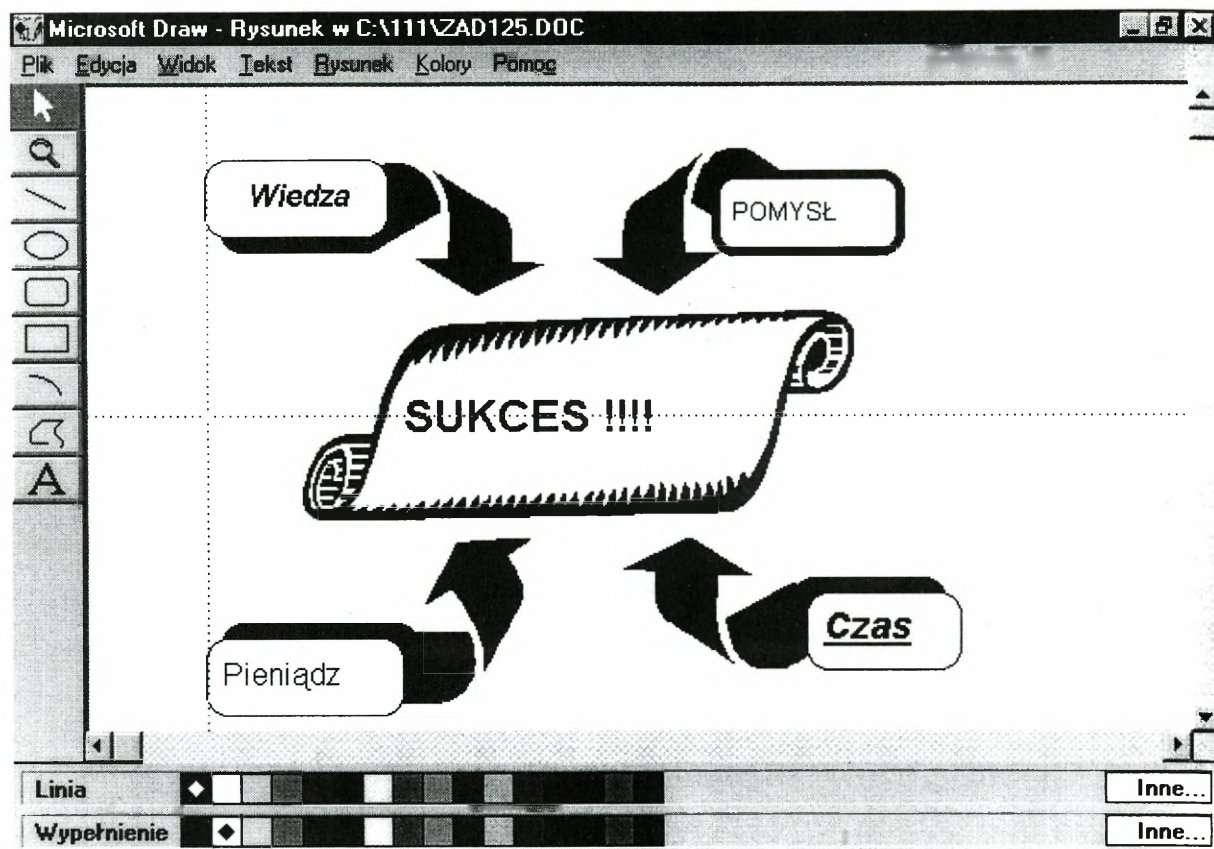 Microsoft Draw - Rysunek w C:\111\ZAD125.DOC
Plik Edycja Widok Tekst Rysunek Kolory Pomoc
Wiedza
POMYSŁ
SUKCES !!!!
A
Czas
Pieniądz
Linia
Inne...
Wypełnienie
Inne...